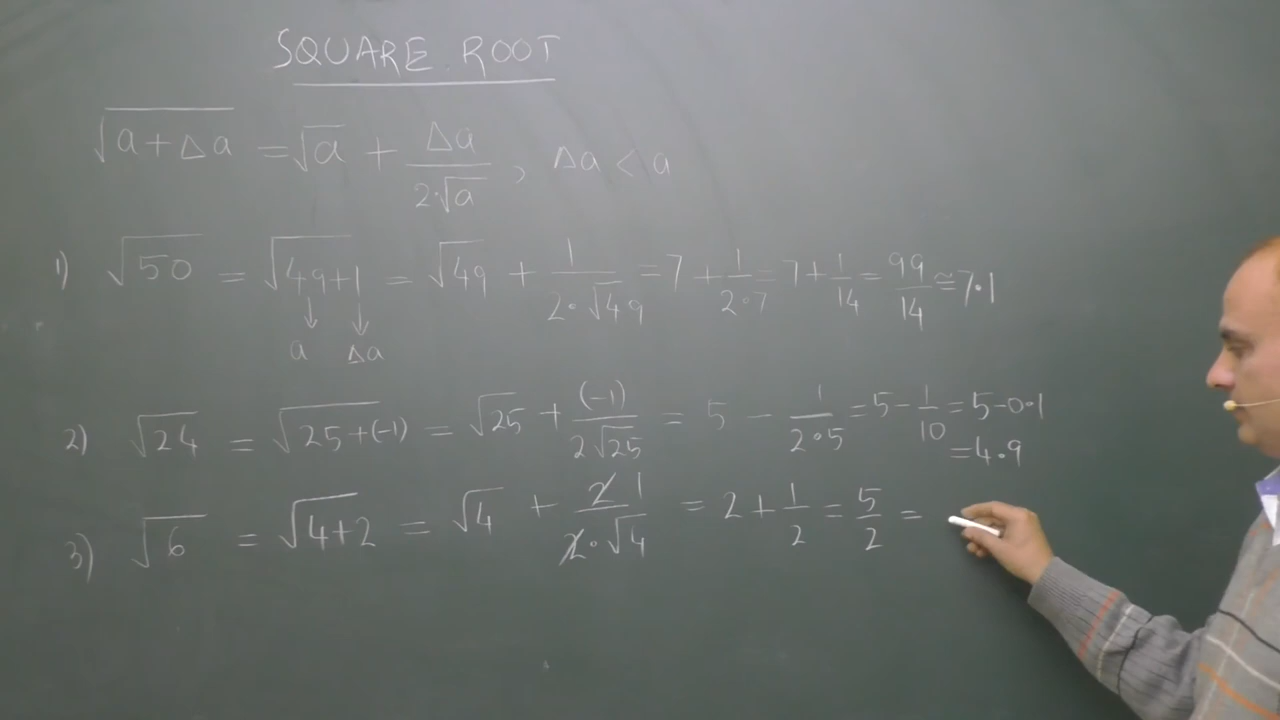 SQUARE ROOT
√(a+Δa) = √a + Δa/(2·√a), Δa < a
1) √50 = √(49+1) = √49 + 1/(2·√49) = 7 + 1/(2·7) = 7 + 1/14 = 99/14 ≅ 7.1
a Δa
2) √24 = √(25+(-1)) = √25 + (-1)/(2√25) = 5 - 1/(2·5) = 5 - 1/10 = 5-0.1
= 4.9
3) √6 = √(4+2) = √4 + 2 1/(2·√4) = 2 + 1/2 = 5/2 =